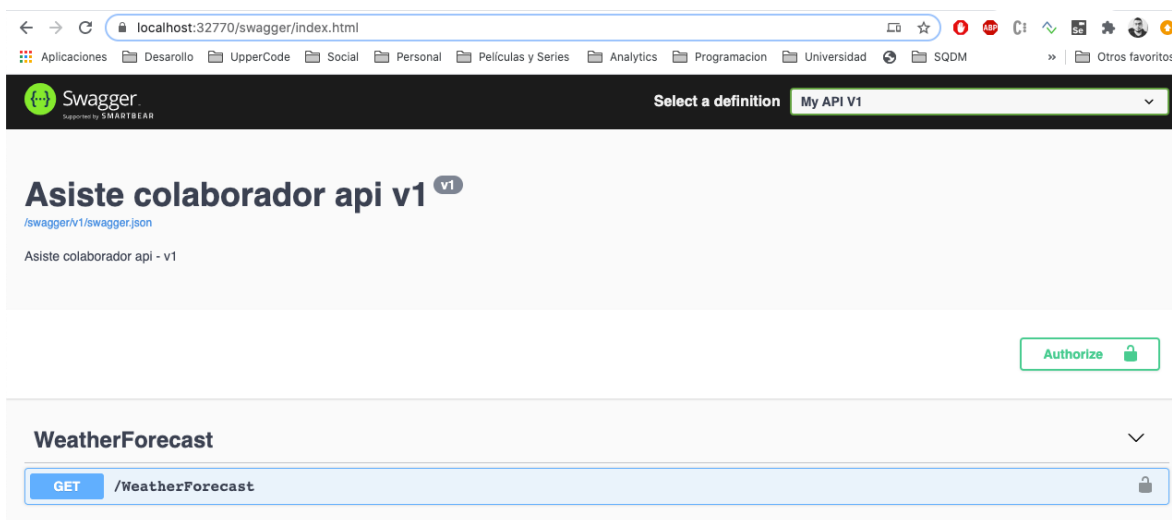 localhost:32770/swagger/index.html
ABP
Se
Aplicaciones Desarollo UpperCode Social Personal Películas y Series Analytics Programacion Universidad SQDM » Otros favoritos
{···} Swagger.
Supported by SMARTBEAR
Select a definition My API V1
Asiste colaborador api v1 v1
/swagger/v1/swagger.json
Asiste colaborador api - v1
Authorize
WeatherForecast
GET /WeatherForecast